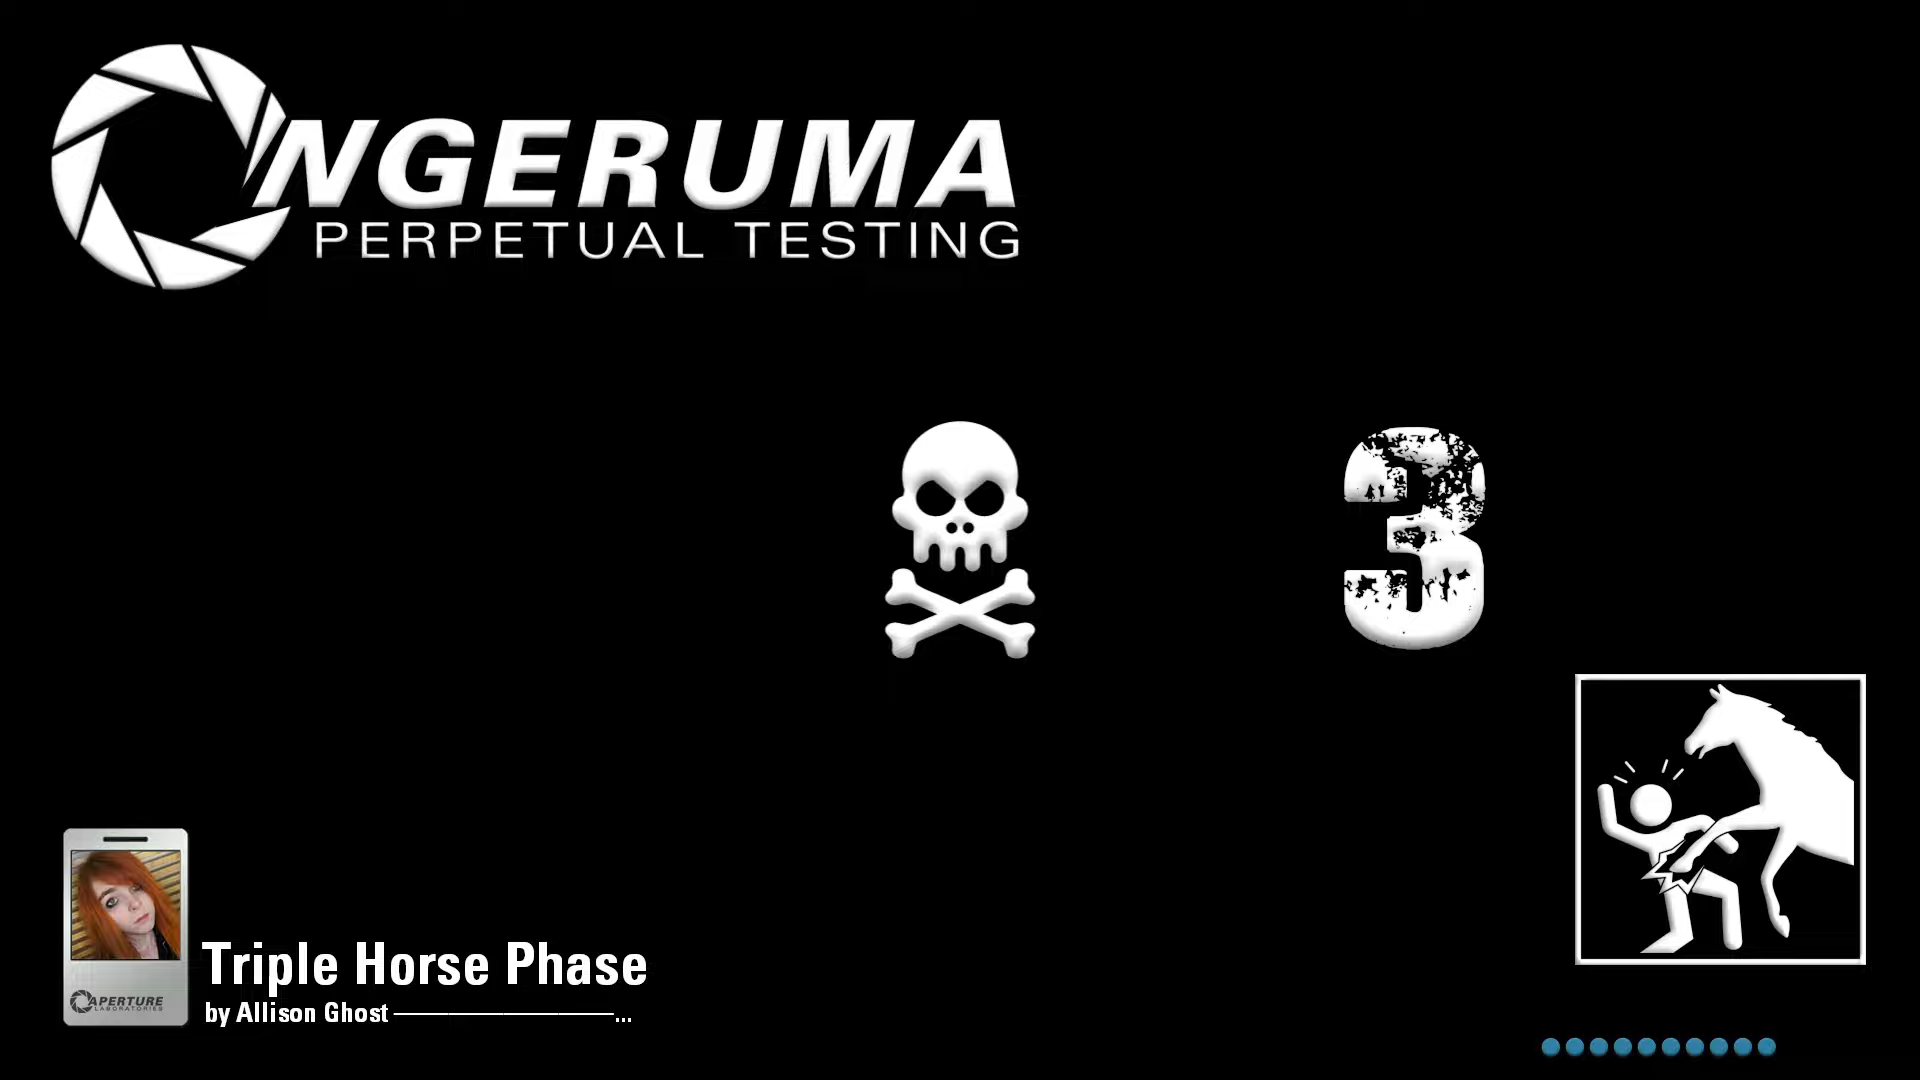 NGERUMA
PERPETUAL TESTING
3
APERTURE
LABORATORIES
Triple Horse Phase
by Allison Ghost ────────────...